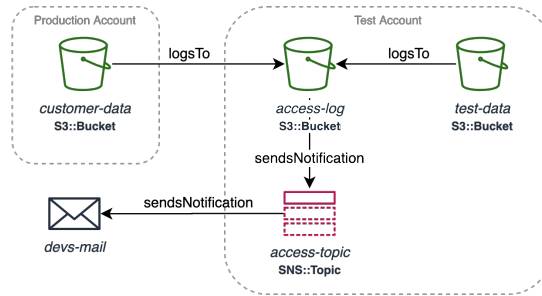 Production Account
Test Account
logsTo
logsTo
customer-data
S3::Bucket
access-log
S3::Bucket
test-data
S3::Bucket
sendsNotification
sendsNotification
devs-mail
access-topic
SNS::Topic